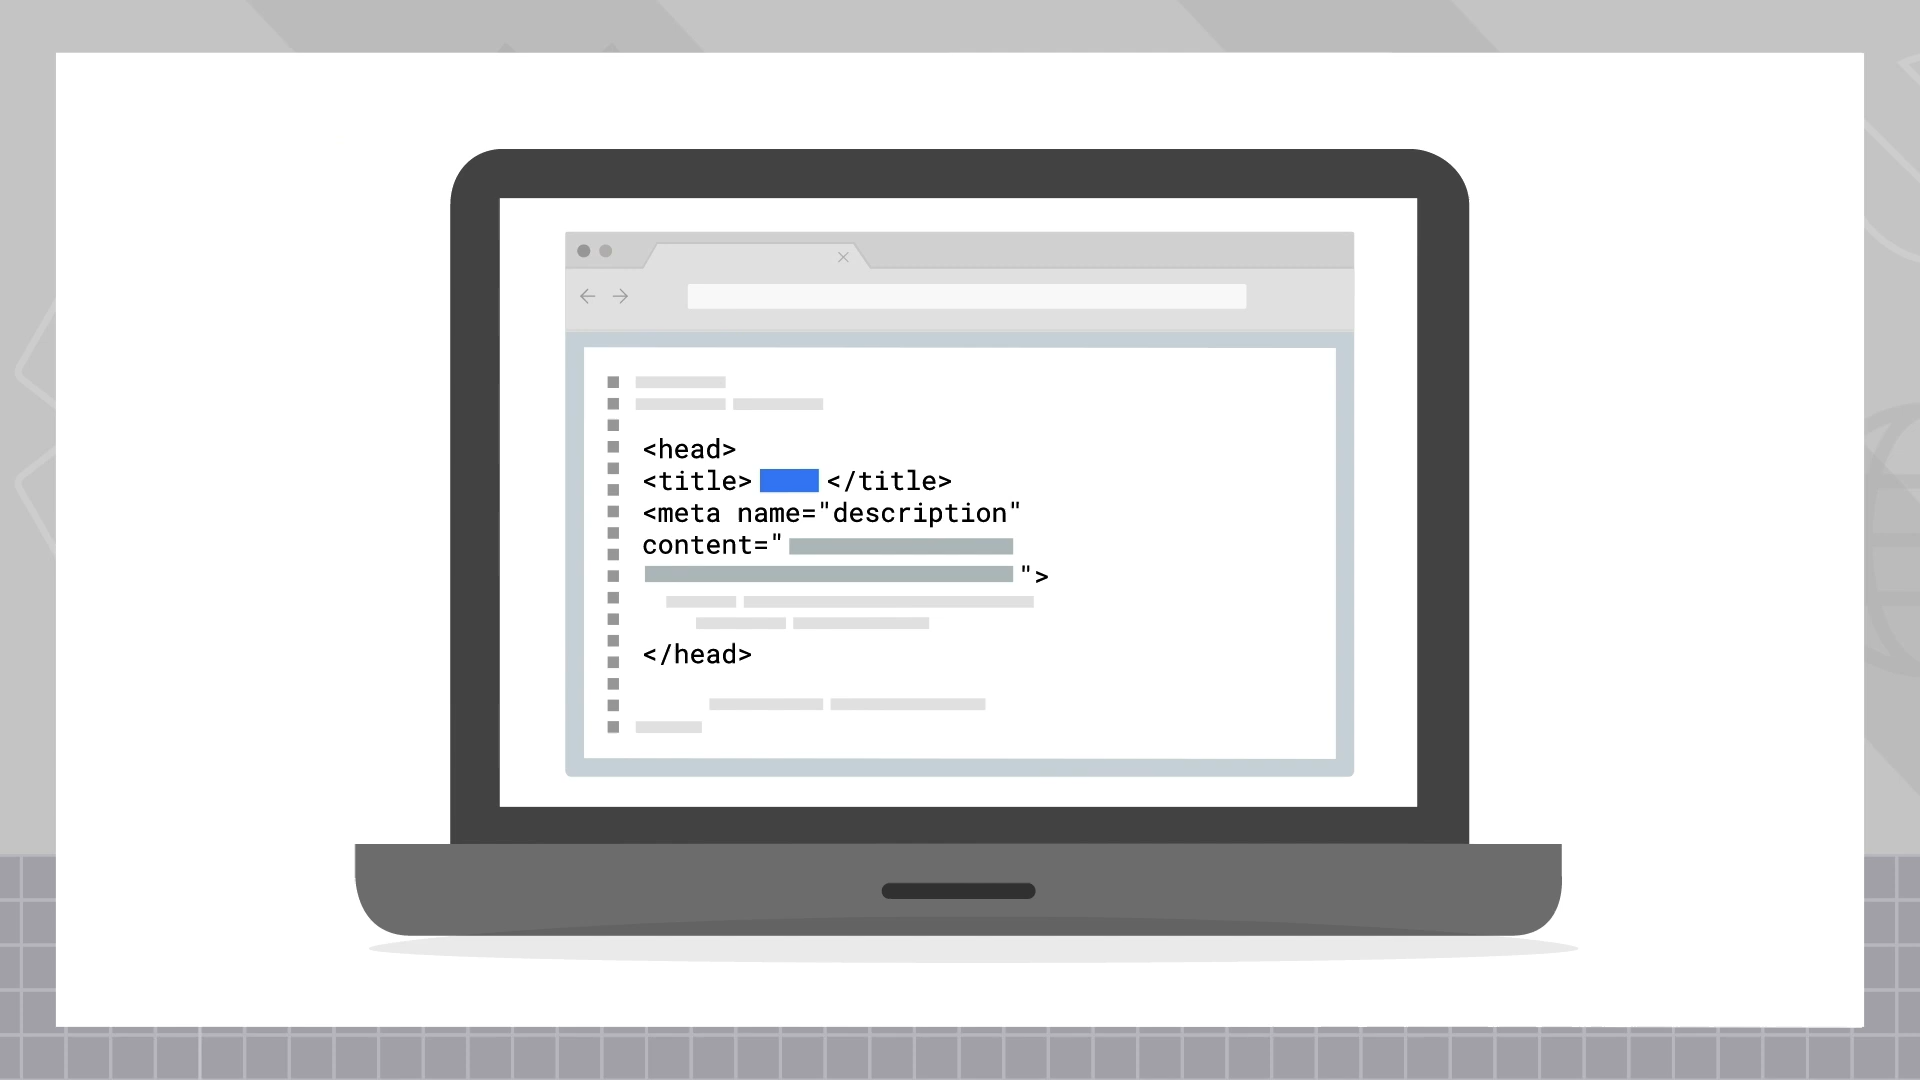 <head>
<title> </title>
<meta name="description"
content="
">
</head>